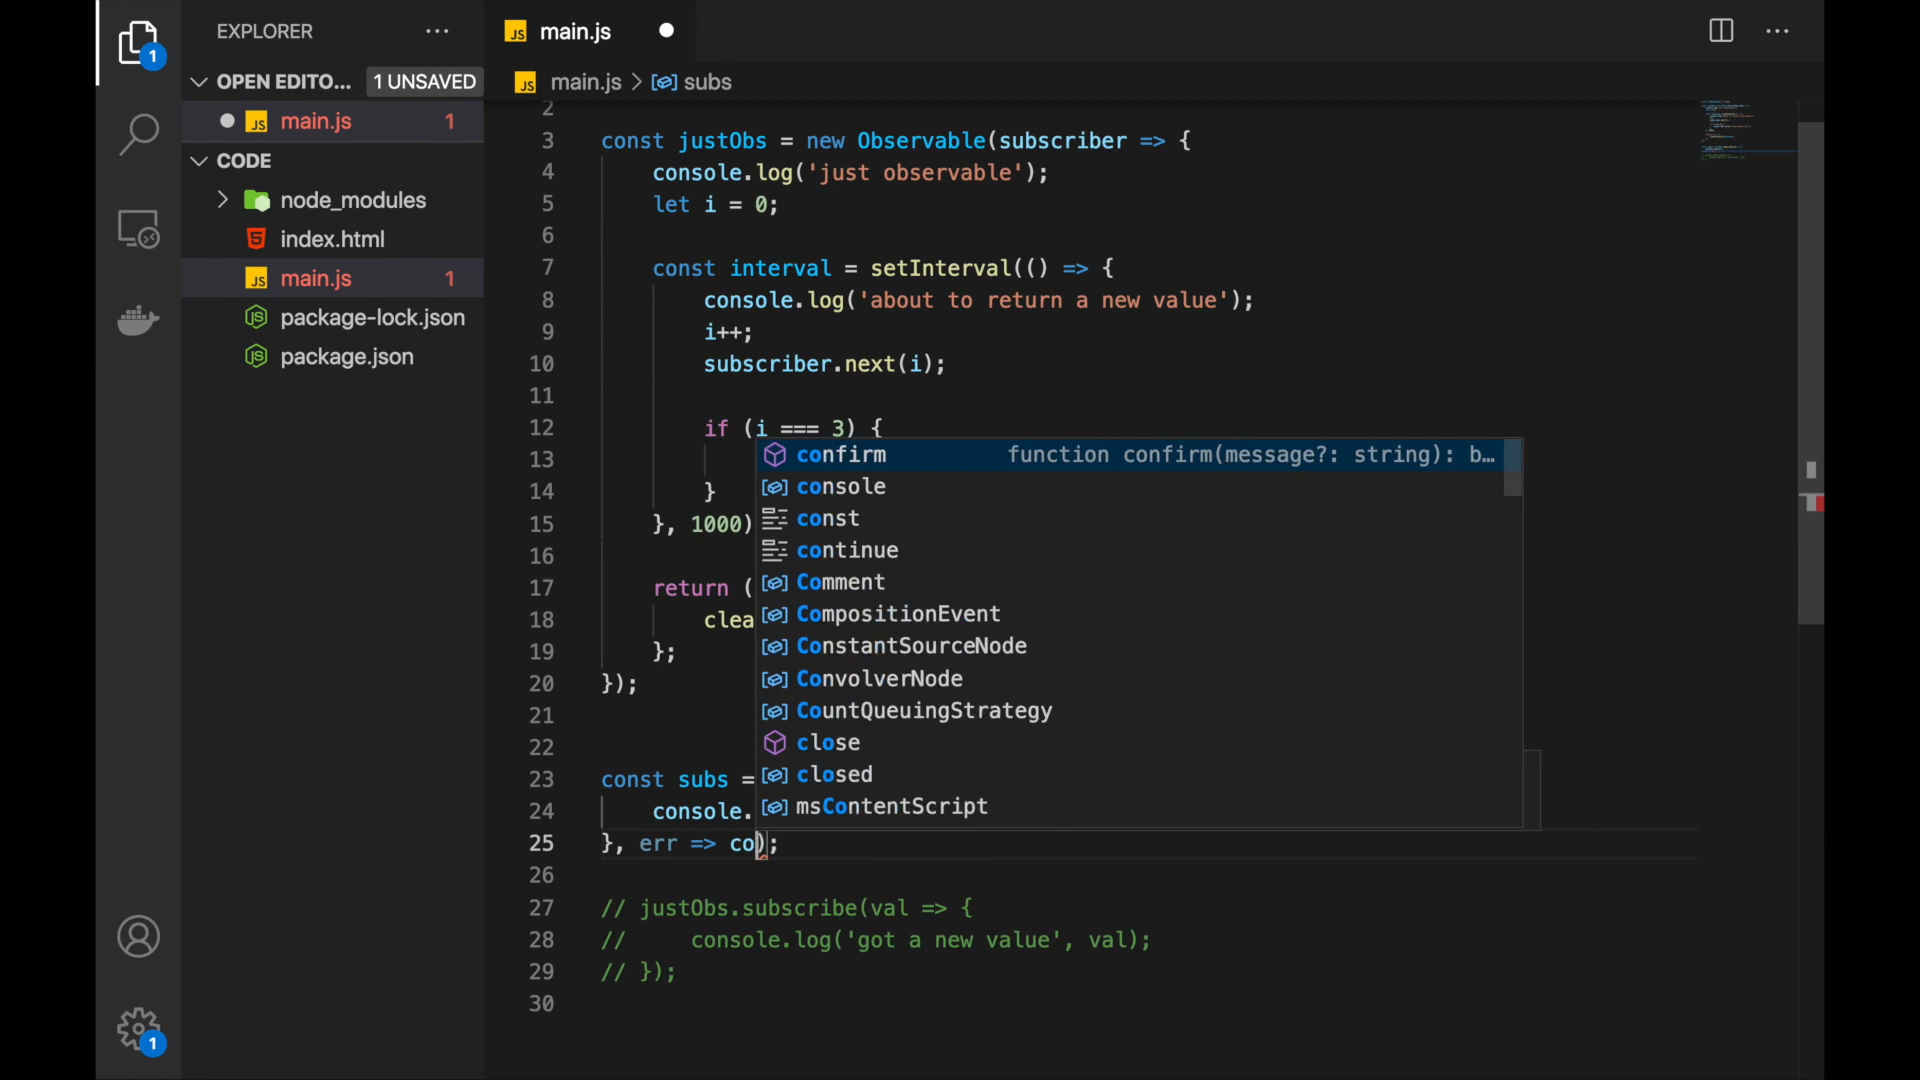 EXPLORER
main.js
1
OPEN EDITO... 1 UNSAVED
main.js 1
CODE
node_modules
index.html
main.js 1
package-lock.json
package.json
1
main.js > subs
2
3 const justObs = new Observable(subscriber => {
4 console.log('just observable');
5 let i = 0;
6
7 const interval = setInterval(() => {
8 console.log('about to return a new value');
9 i++;
10 subscriber.next(i);
11
12 if (i === 3) {
13
14 }
15 }, 1000)
16
17 return (
18 clea
19 };
20 });
21
22
23 const subs =
24 console.
25 }, err => co);
26
27 // justObs.subscribe(val => {
28 // console.log('got a new value', val);
29 // });
30
confirm function confirm(message?: string): b...
console
const
continue
Comment
CompositionEvent
ConstantSourceNode
ConvolverNode
CountQueuingStrategy
close
closed
msContentScript